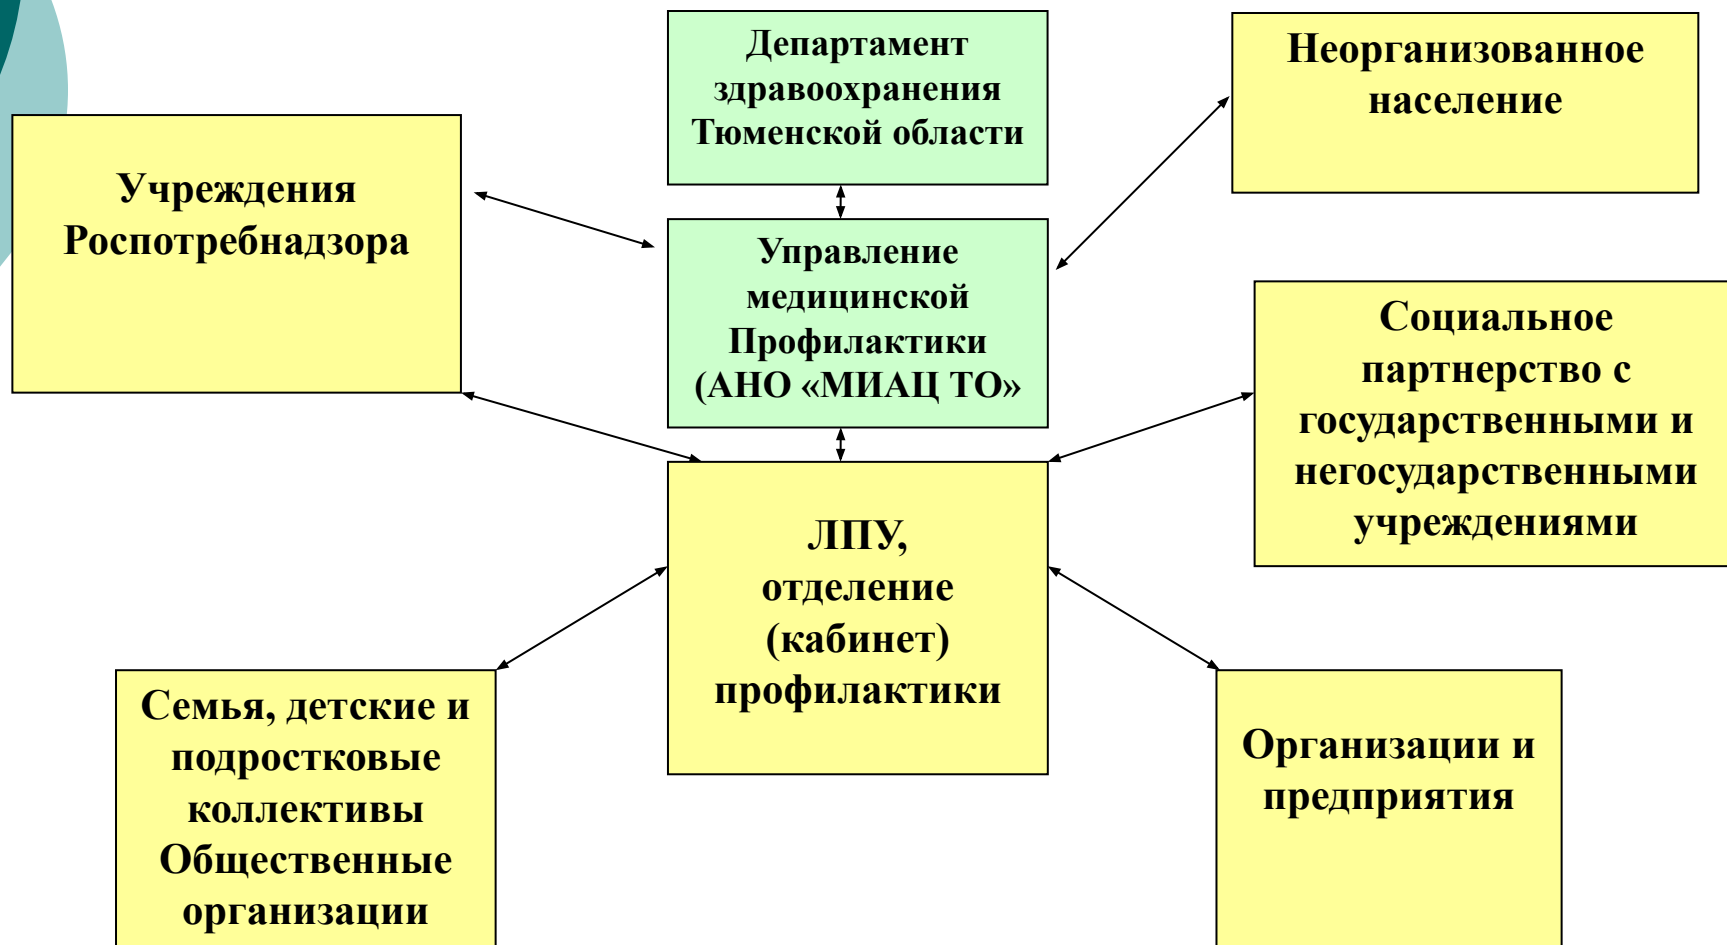 Департамент
здравоохранения
Тюменской области
Неорганизованное
население
Учреждения
Роспотребнадзора
Управление
медицинской
Профилактики
(АНО «МИАЦ ТО»
Социальное
партнерство с
государственными и
негосударственными
учреждениями
ЛПУ,
отделение
(кабинет)
профилактики
Семья, детские и
подростковые
коллективы
Общественные
организации
Организации и
предприятия